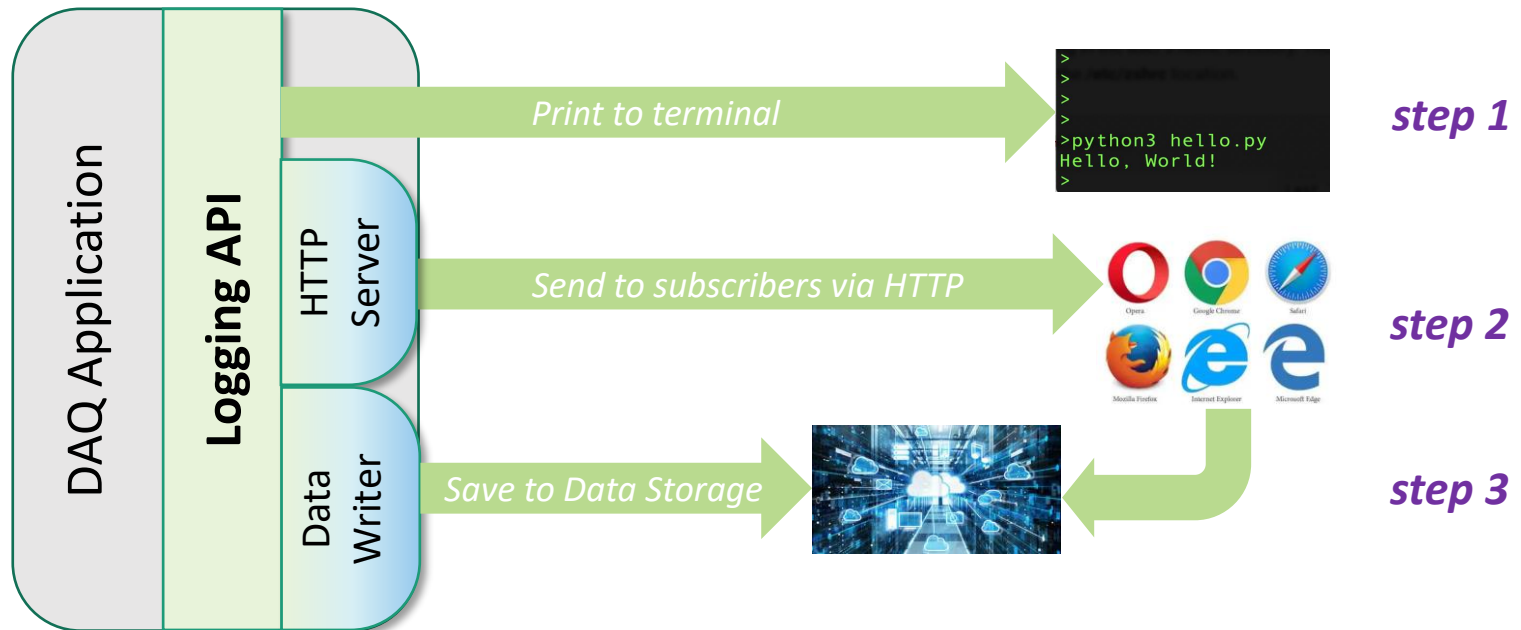 DAQ Application
Logging API
HTTP
Server
Data
Writer
Print to terminal
>
>
>
>
>python3 hello.py
Hello, World!
>
step 1
Send to subscribers via HTTP
Opera
Google Chrome
Safari
Mozilla Firefox
Internet Explorer
Microsoft Edge
step 2
Save to Data Storage
step 3